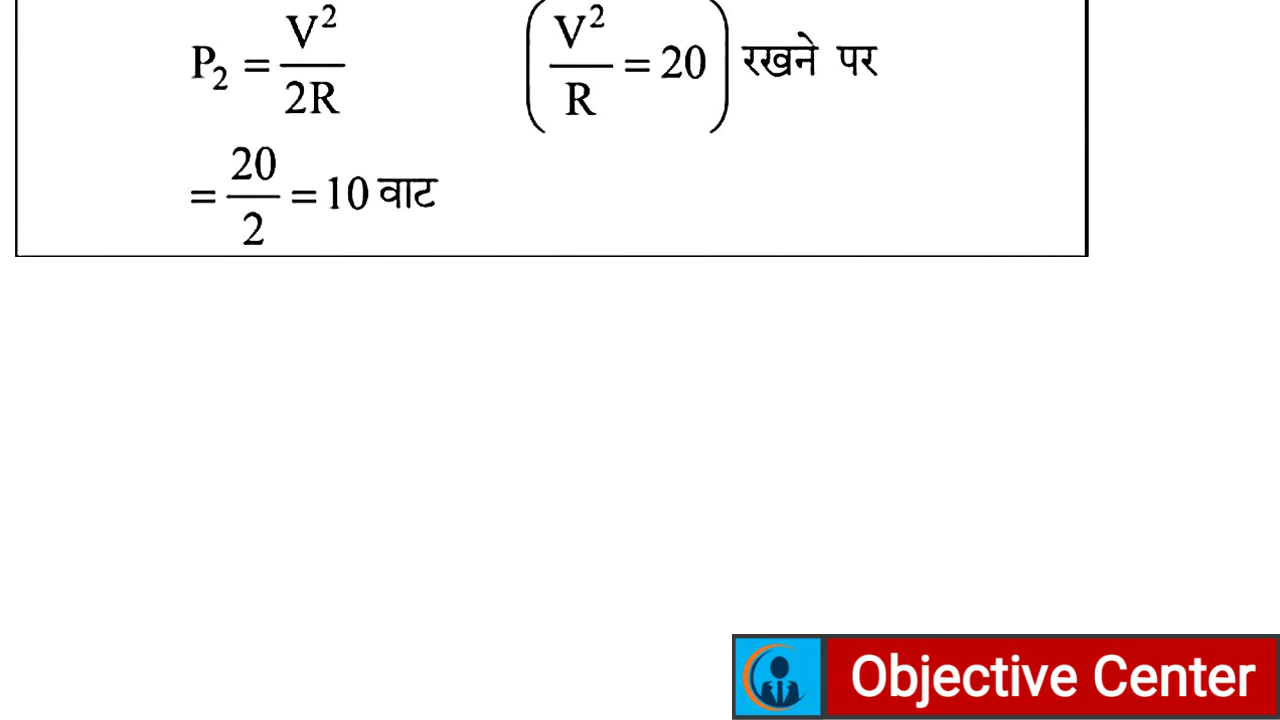 P₂ = V²/2R (V²/R = 20) रखने पर
= 20/2 = 10 वाट
Objective Center